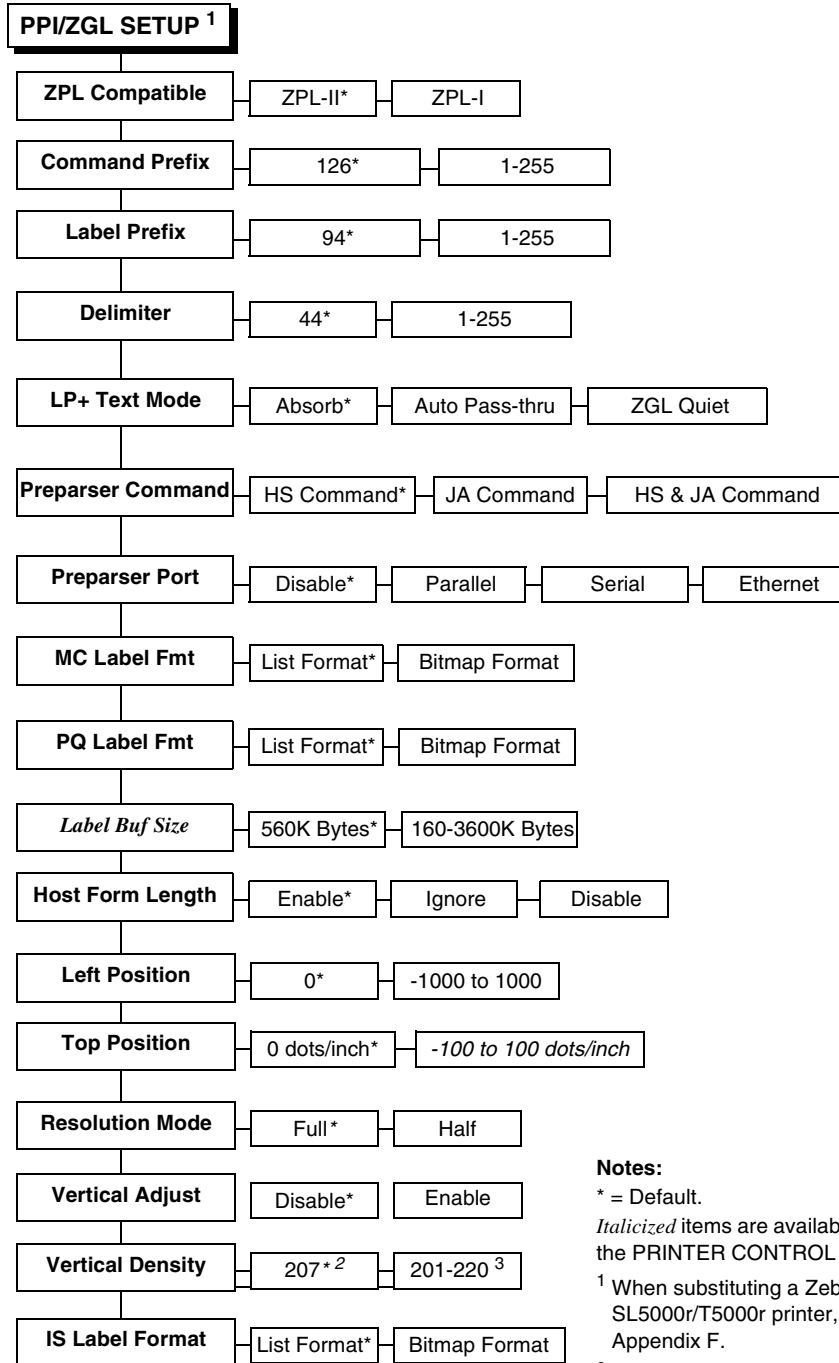 PPI/ZGL SETUP 1
ZPL Compatible ZPL-II* ZPL-I
Command Prefix 126* 1-255
Label Prefix 94* 1-255
Delimiter 44* 1-255
LP+ Text Mode Absorb* Auto Pass-thru ZGL Quiet
Preparser Command HS Command* JA Command HS & JA Command
Preparser Port Disable* Parallel Serial Ethernet
MC Label Fmt List Format* Bitmap Format
PQ Label Fmt List Format* Bitmap Format
Label Buf Size 560K Bytes* 160-3600K Bytes
Host Form Length Enable* Ignore Disable
Left Position 0* -1000 to 1000
Top Position 0 dots/inch* -100 to 100 dots/inch
Resolution Mode Full* Half
Vertical Adjust Disable* Enable
Vertical Density 207* 2 201-220 3
IS Label Format List Format* Bitmap Format
Notes:
* = Default.
Italicized items are
the PRINTER CONTROL
1 When substituting a
SL5000r/T5000r printer,
Appendix F.